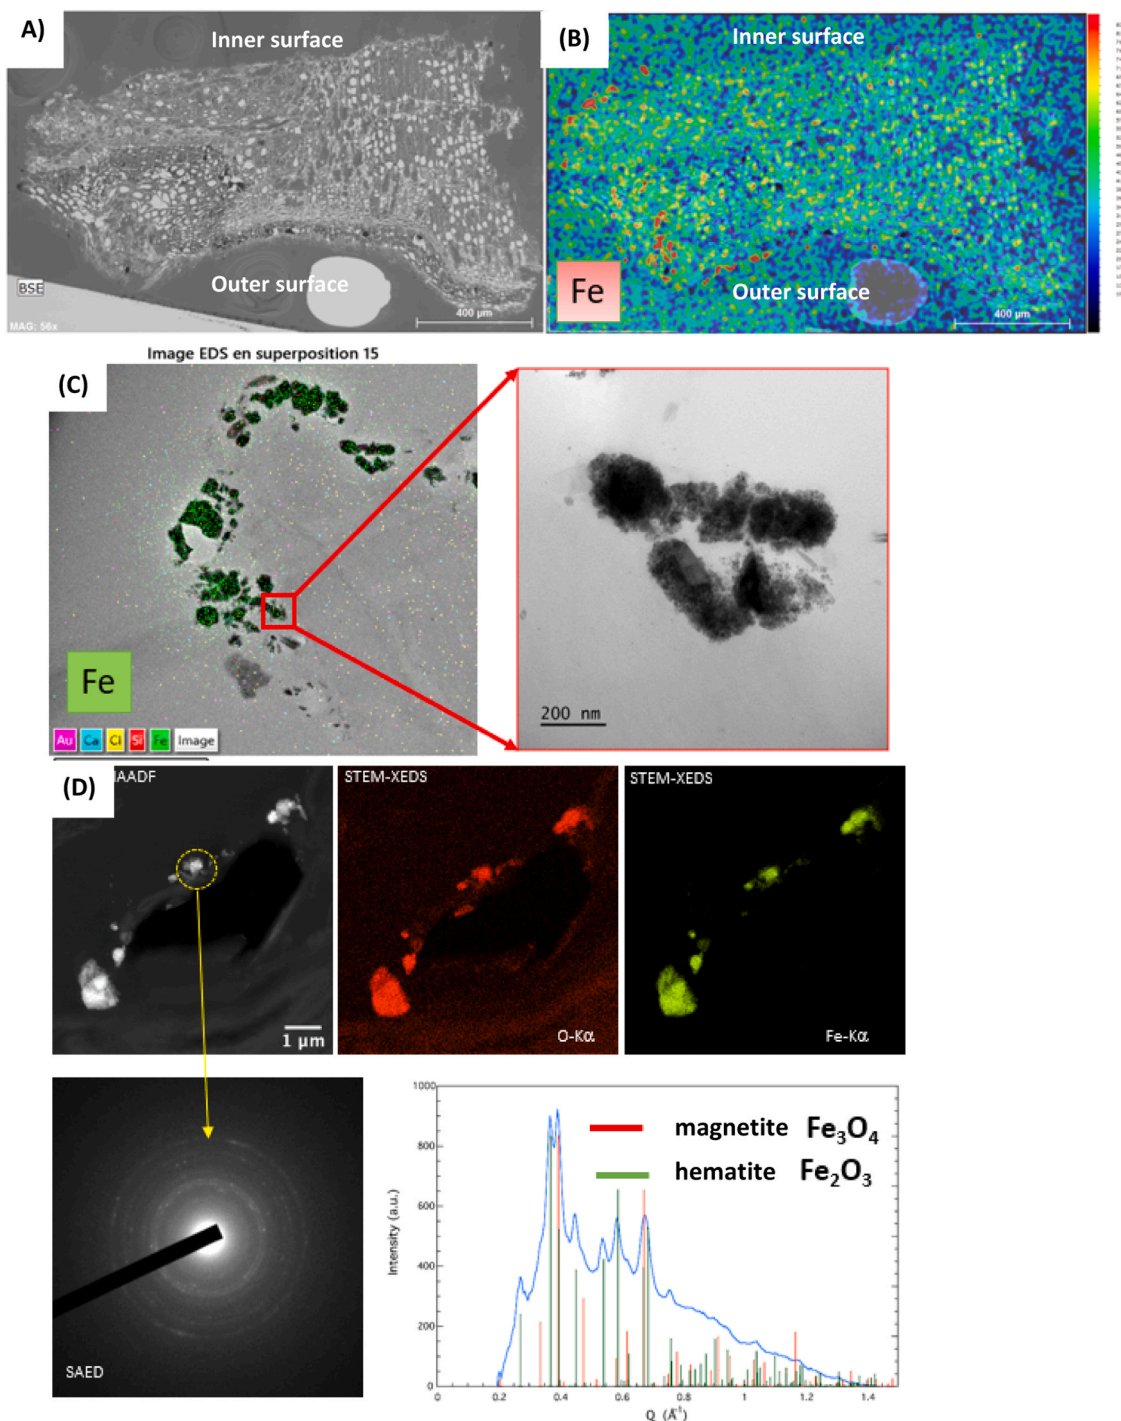 A)
Inner surface
Outer surface
BSE
MAG: 56x
400 µm
(B)
Inner surface
Fe
Outer surface
400 µm
Image EDS en superposition 15
(C)
Fe
Au Ca Cl Si Fe Image
200 nm
(D)
AADF
1 µm
STEM-XEDS
O-Kα
STEM-XEDS
Fe-Kα
SAED
1000
800
600
400
200
0
Intensity (a.u.)
magnetite Fe₃O₄
hematite Fe₂O₃
0 0.2 0.4 0.6 0.8 1 1.2 1.4
Q (Å⁻¹)